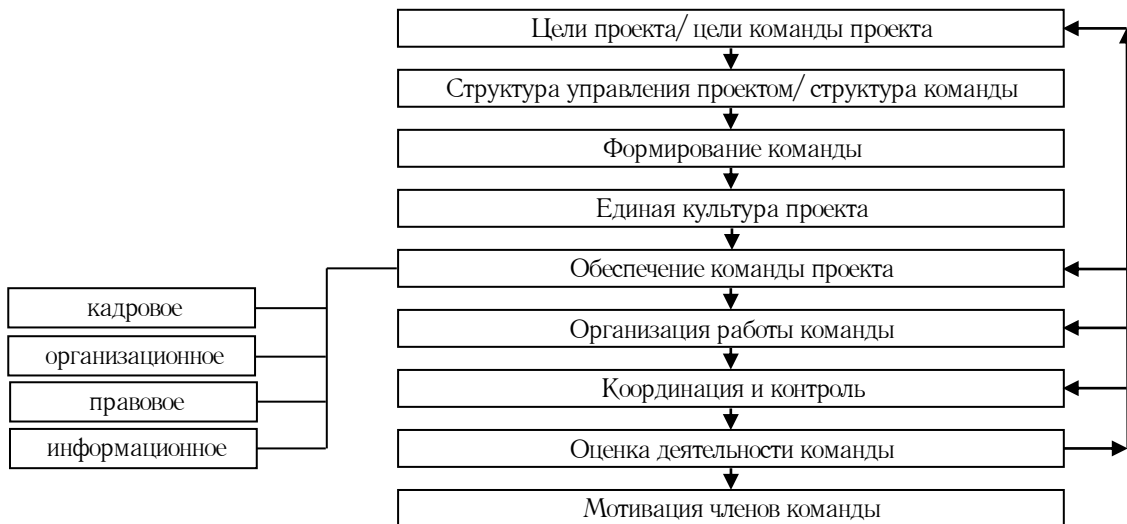 Цели проекта/ цели команды проекта
Структура управления проектом/ структура команды
Формирование команды
Единая культура проекта
Обеспечение команды проекта
кадровое
организационное
правовое
информационное
Организация работы команды
Координация и контроль
Оценка деятельности команды
Мотивация членов команды